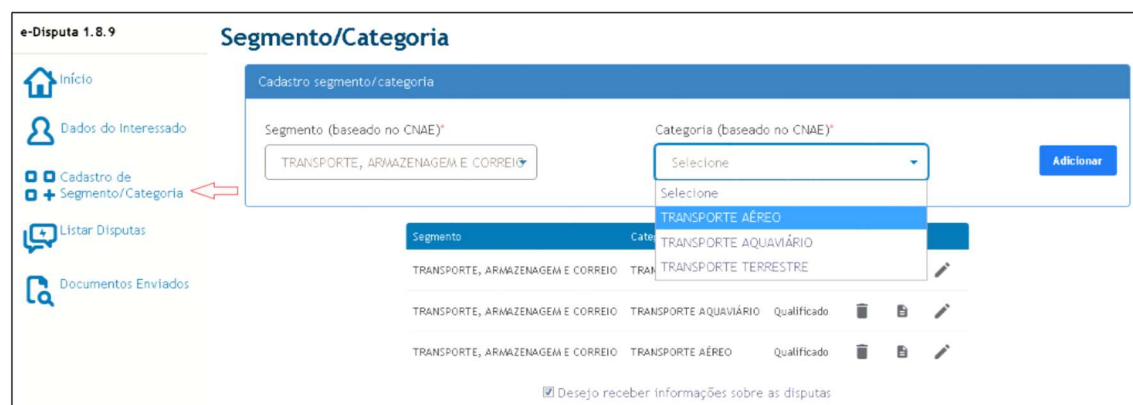 e-Disputa 1.8.9
Segmento/Categoria
Início
Dados do Interessado
Cadastro de
Segmento/Categoria
Listar Disputas
Documentos Enviados
Cadastro segmento/categoria
Segmento (baseado no CNAE)*
Categoria (baseado no CNAE)*
TRANSPORTE, ARMAZENAGEM E CORREIO
Selecione
Adicionar
Selecione
TRANSPORTE AÉREO
TRANSPORTE AQUAVIÁRIO
TRANSPORTE TERRESTRE
Segmento Cate
TRANSPORTE, ARMAZENAGEM E CORREIO TRAN
TRANSPORTE, ARMAZENAGEM E CORREIO TRANSPORTE AQUAVIÁRIO Qualificado
TRANSPORTE, ARMAZENAGEM E CORREIO TRANSPORTE AÉREO Qualificado
Desejo receber informações sobre as disputas